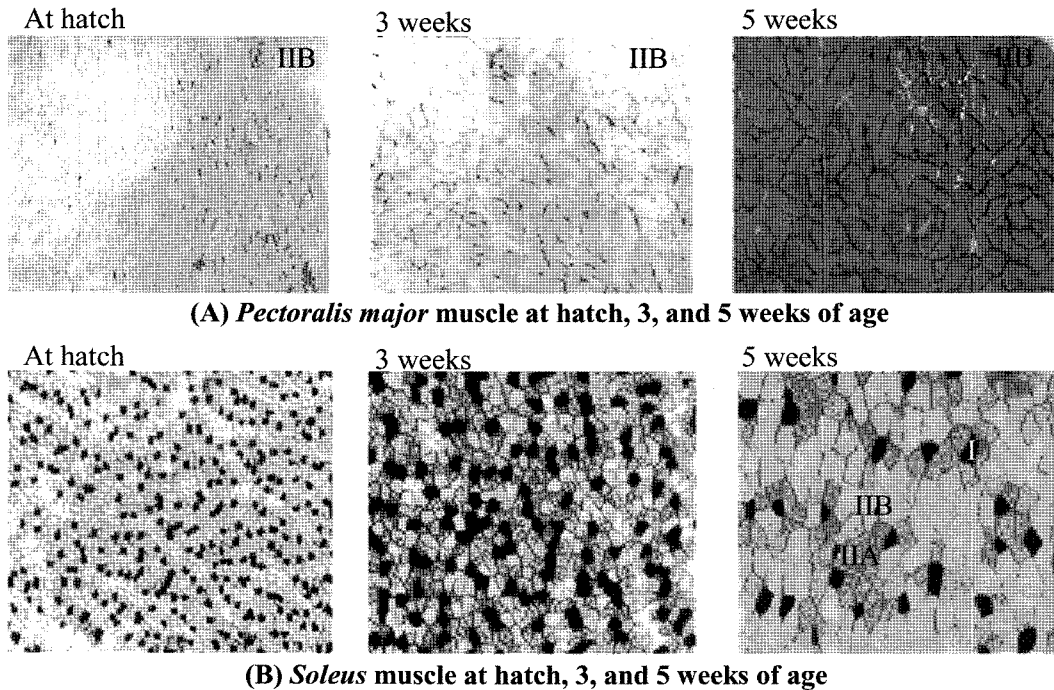 At hatch 3 weeks 5 weeks
IIB IIB IIB
(A) Pectoralis major muscle at hatch, 3, and 5 weeks of age
At hatch 3 weeks 5 weeks
I
IIB
IIA
(B) Soleus muscle at hatch, 3, and 5 weeks of age